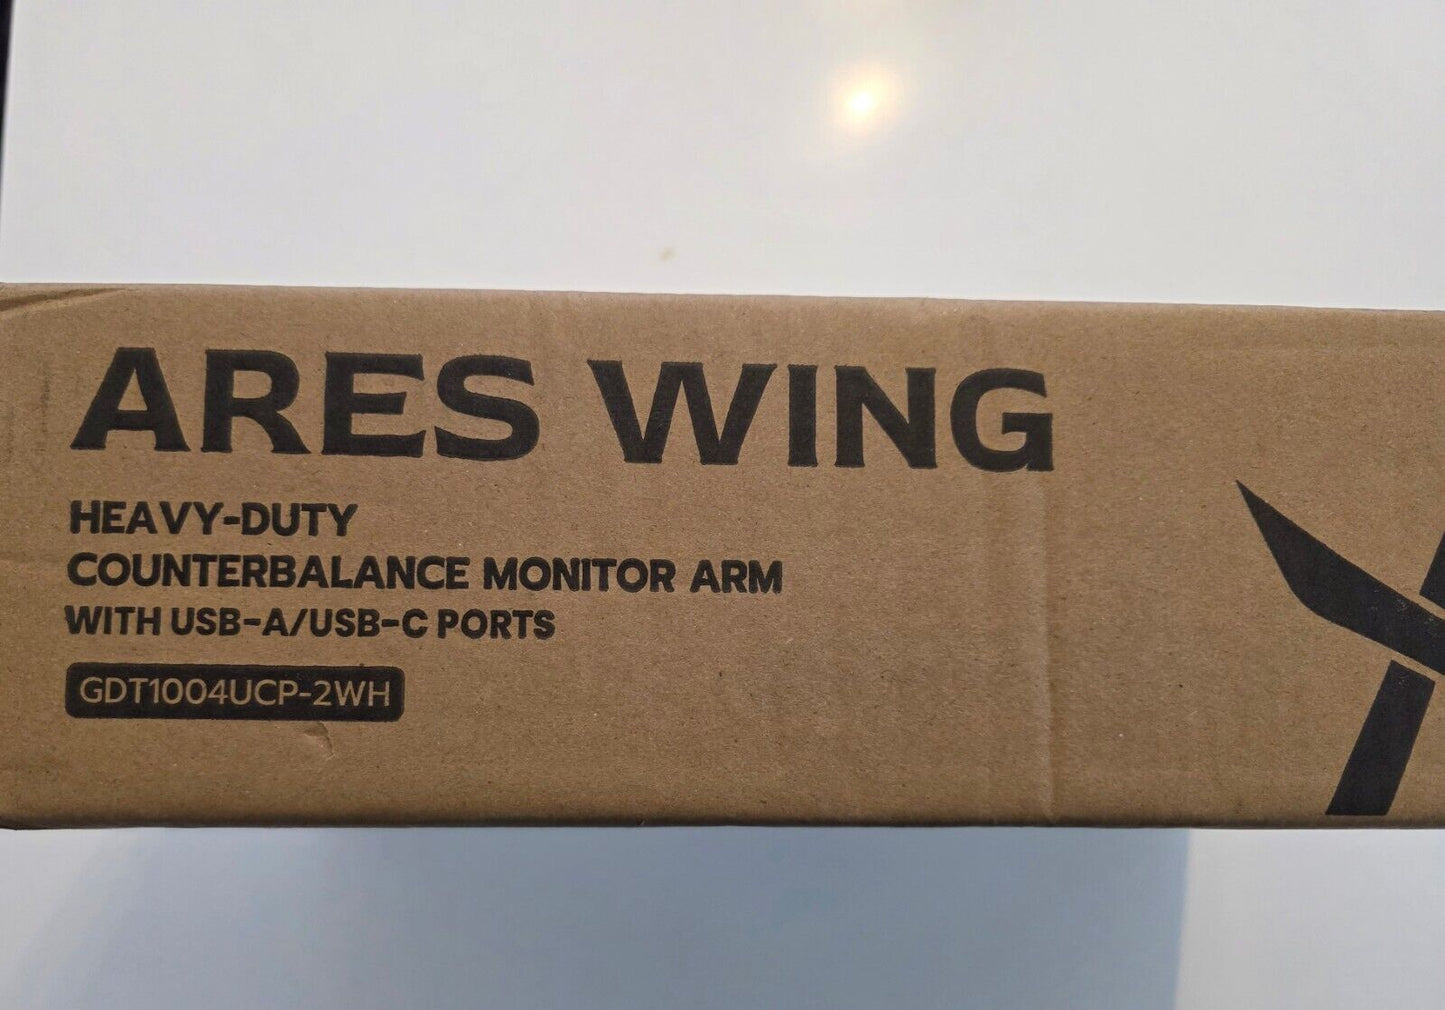 ARES WING
HEAVY-DUTY
COUNTERBALANCE MONITOR ARM
WITH USB-A/USB-C PORTS
GDT1004UCP-2WH